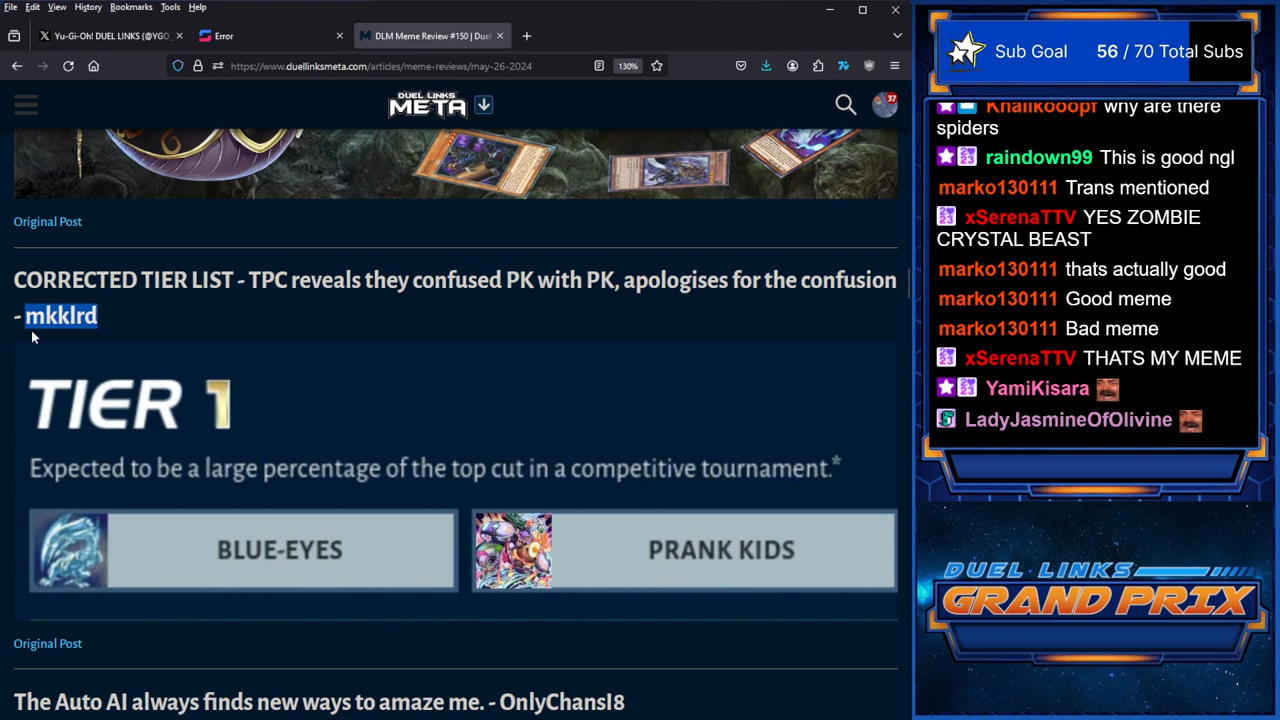 File Edit View History Bookmarks Tools Help
Yu-Gi-Oh! DUEL LINKS (@YGO_
Error
DLM Meme Review #150 | Duel
https://www.duellinksmeta.com/articles/meme-reviews/may-26-2024
130%
DUEL LINKS
META
37
Original Post
CORRECTED TIER LIST - TPC reveals they confused PK with PK, apologises for the confusion
- mkklrd
TIER 1
Expected to be a large percentage of the top cut in a competitive tournament.*
BLUE-EYES
PRANK KIDS
Original Post
The Auto AI always finds new ways to amaze me. - OnlyChansI8
Sub Goal 56 / 70 Total Subs
Khalikooopf why are there
spiders
raindown99 This is good ngl
marko130111 Trans mentioned
xSerenaTTV YES ZOMBIE
CRYSTAL BEAST
marko130111 thats actually good
marko130111 Good meme
marko130111 Bad meme
xSerenaTTV THATS MY MEME
YamiKisara
LadyJasmineOfOlivine
DUEL LINKS
GRAND PRIX